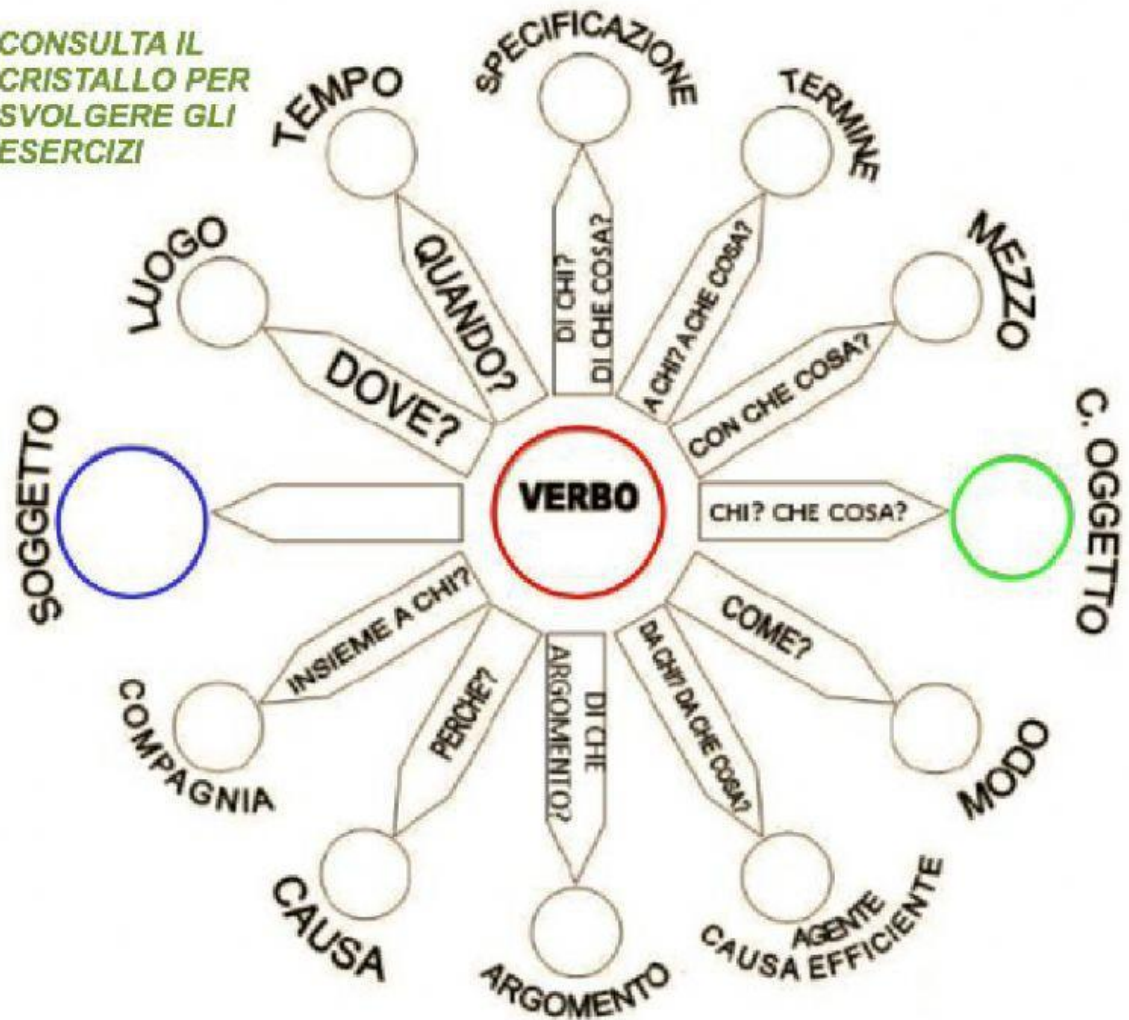 CONSULTA IL
CRISTALLO PER
SVOLGERE GLI
ESERCIZI
SPECIFICAZIONE
DI CHI?
DI CHE COSA?
TERMINE
A CHI? A CHE COSA?
MEZZO
CON CHE COSA?
C. OGGETTO
CHI? CHE COSA?
MODO
COME?
AGENTE
CAUSA EFFICIENTE
DA CHI? DA CHE COSA?
ARGOMENTO
DI CHE
ARGOMENTO?
CAUSA
PERCHE?
COMPAGNIA
INSIEME A CHI?
SOGGETTO
LUOGO
DOVE?
TEMPO
QUANDO?
VERBO